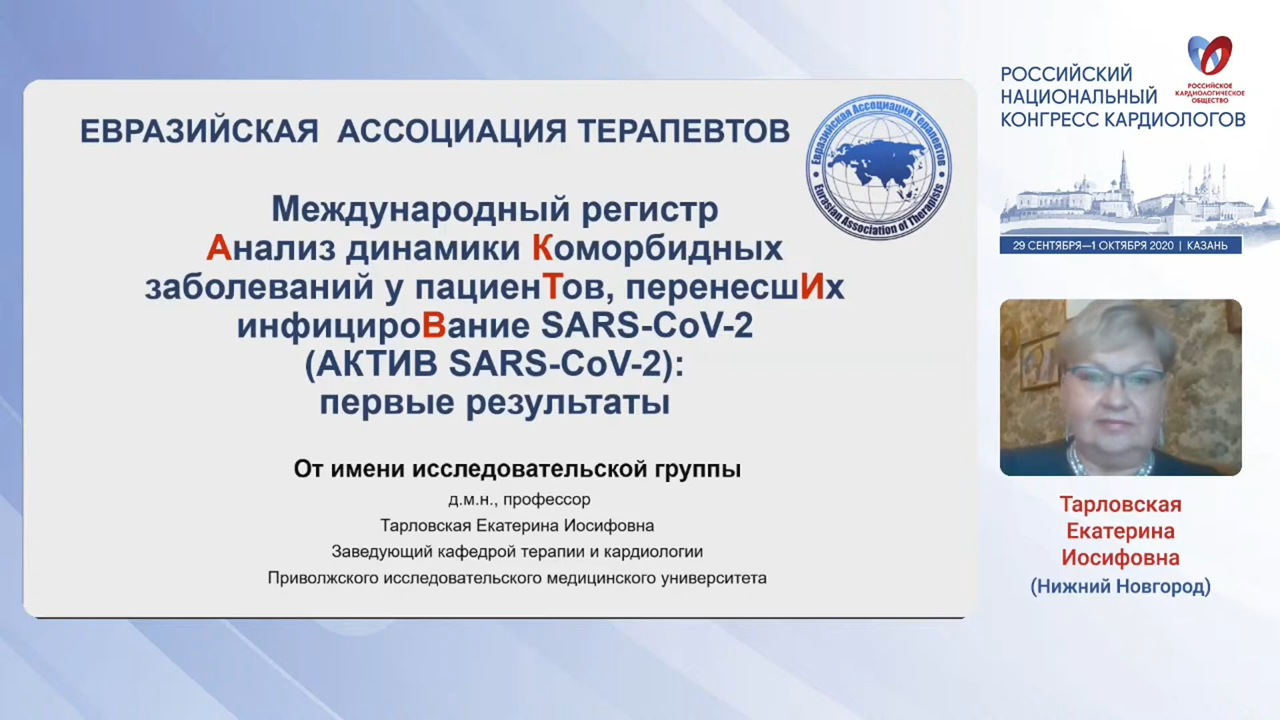 ЕВРАЗИЙСКАЯ АССОЦИАЦИЯ ТЕРАПЕВТОВ
Евразийская Ассоциация Терапевтов
Eurasian Association of Therapists
Международный регистр
Анализ динамики Коморбидных
заболеваний у пациенТов, перенесшИх
инфицироВание SARS-CoV-2
(АКТИВ SARS-CoV-2):
первые результаты
От имени исследовательской группы
д.м.н., профессор
Тарловская Екатерина Иосифовна
Заведующий кафедрой терапии и кардиологии
Приволжского исследовательского медицинского университета
РОССИЙСКИЙ
НАЦИОНАЛЬНЫЙ
КОНГРЕСС КАРДИОЛОГОВ
РОССИЙСКОЕ
КАРДИОЛОГИЧЕСКОЕ
ОБЩЕСТВО
29 СЕНТЯБРЯ—1 ОКТЯБРЯ 2020 | КАЗАНЬ
Тарловская
Екатерина
Иосифовна
(Нижний Новгород)